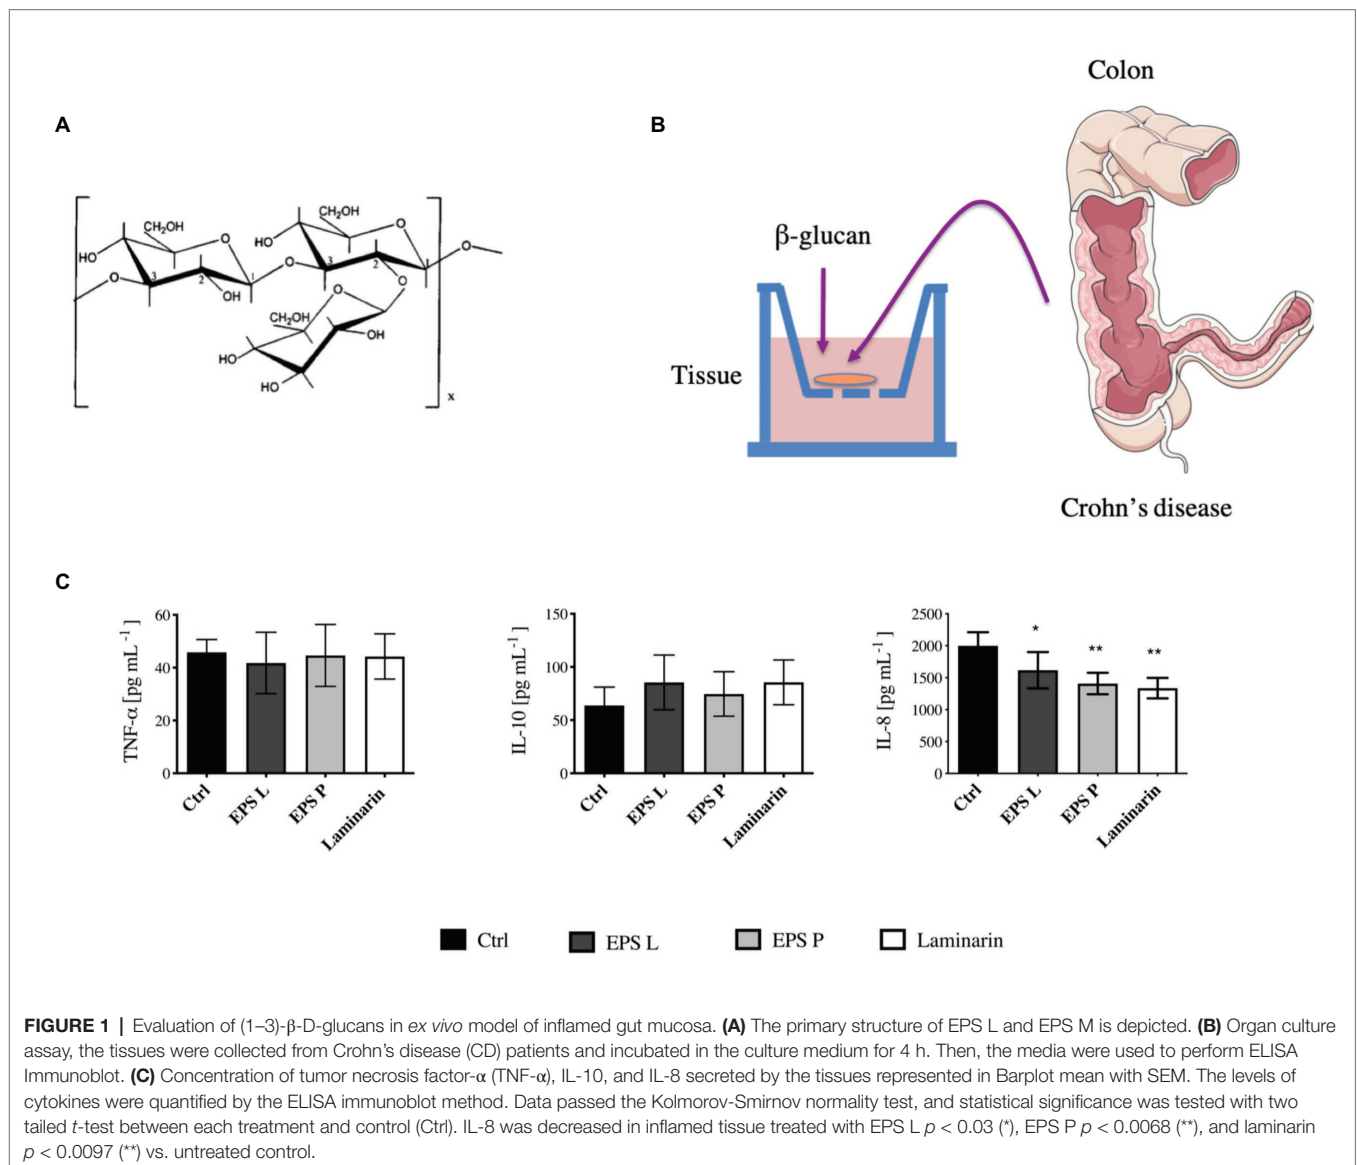 A
CH₂OH
O
HO
O
3
2
1
OH
O
CH₂OH
O
HO
3
2
1
O
O
O
CH₂OH
OH
HO
HO
x
B
Colon
β-glucan
Tissue
Crohn's disease
C
TNF-α [pg mL⁻¹]
60
40
20
0
Ctrl
EPS L
EPS P
Laminarin
IL-10 [pg mL⁻¹]
150
100
50
0
Ctrl
EPS L
EPS P
Laminarin
IL-8 [pg mL⁻¹]
2500
2000
1500
1000
500
0
*
**
**
Ctrl
EPS L
EPS P
Laminarin
Ctrl EPS L EPS P Laminarin
FIGURE 1 | Evaluation of (1–3)-β-D-glucans in ex vivo model of inflamed gut mucosa. (A) The primary structure of EPS L and EPS M is depicted. (B) Organ culture
assay, the tissues were collected from Crohn's disease (CD) patients and incubated in the culture medium for 4 h. Then, the media were used to perform ELISA
Immunoblot. (C) Concentration of tumor necrosis factor-α (TNF-α), IL-10, and IL-8 secreted by the tissues represented in Barplot mean with SEM. The levels of
cytokines were quantified by the ELISA immunoblot method. Data passed the Kolmorov-Smirnov normality test, and statistical significance was tested with two
tailed t-test between each treatment and control (Ctrl). IL-8 was decreased in inflamed tissue treated with EPS L p < 0.03 (*), EPS P p < 0.0068 (**), and laminarin
p < 0.0097 (**) vs. untreated control.